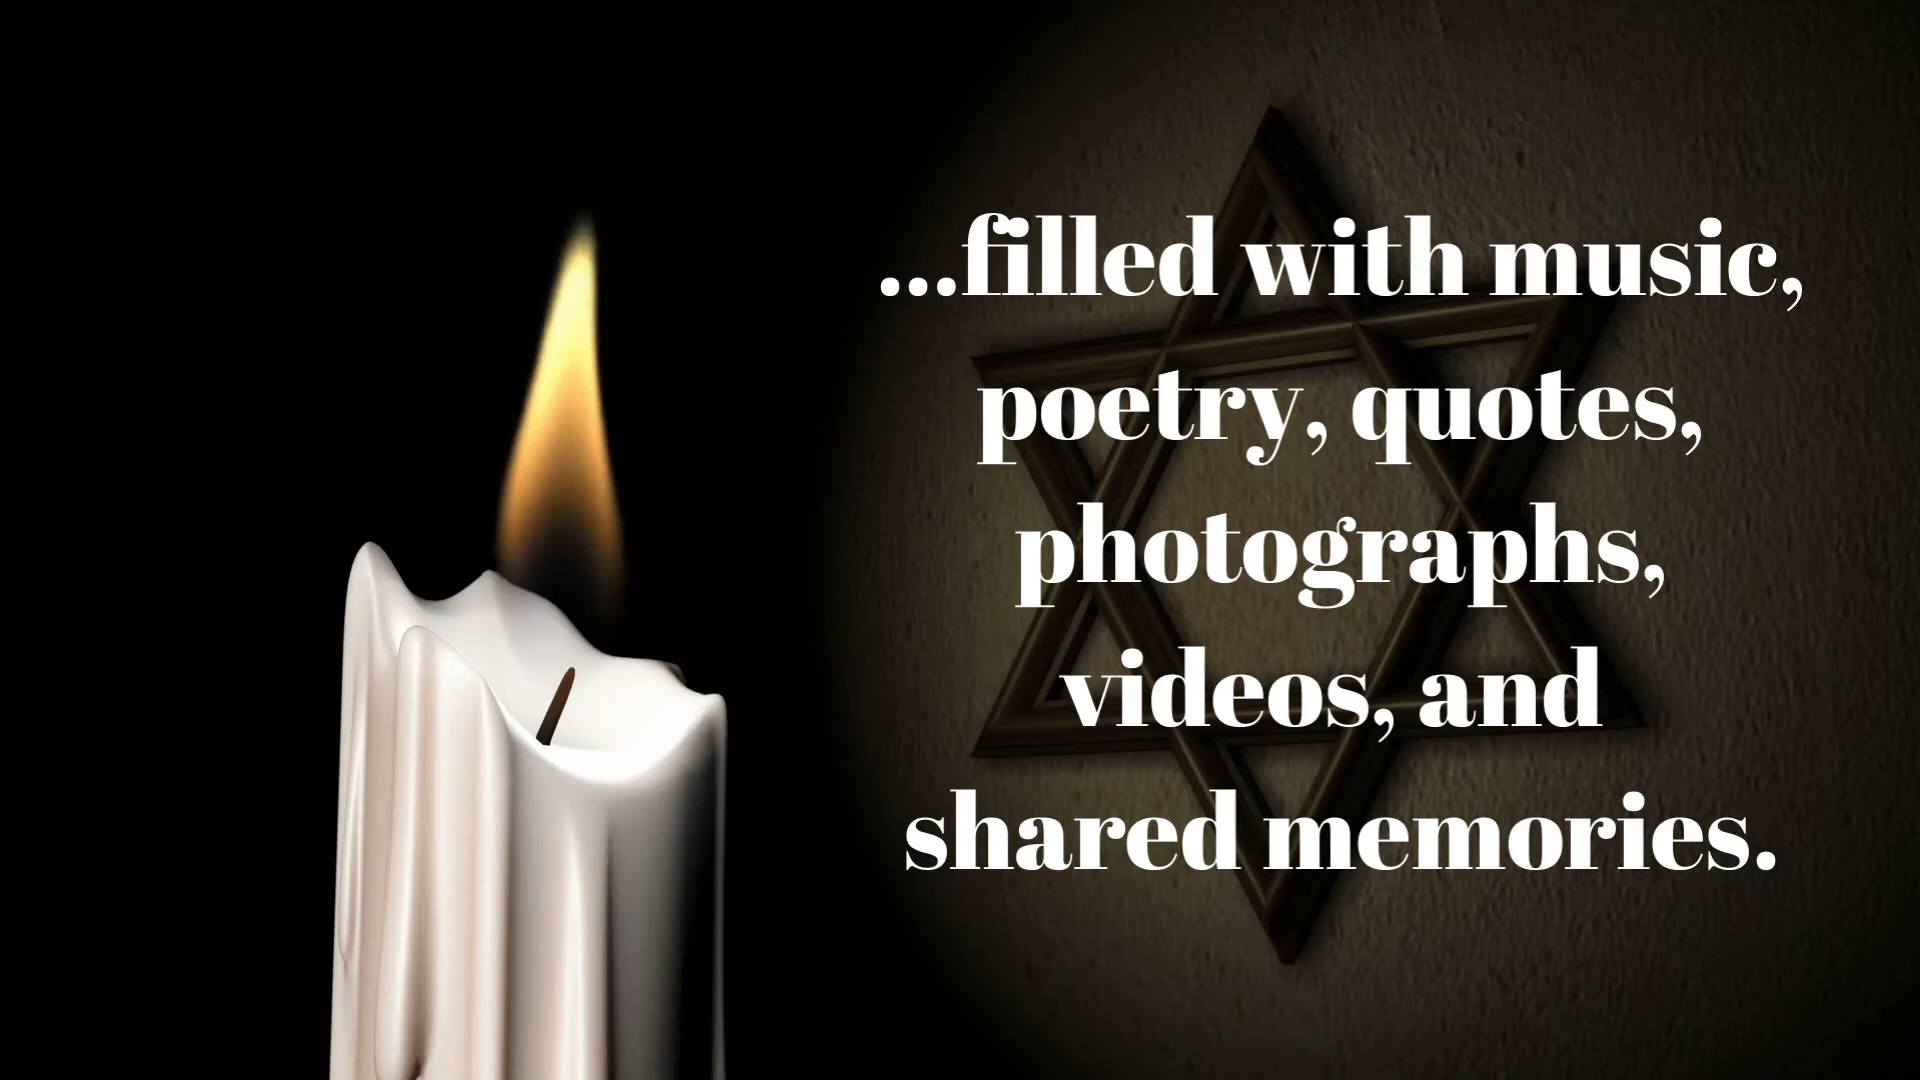 ...filled with music,
poetry, quotes,
photographs,
videos, and
shared memories.